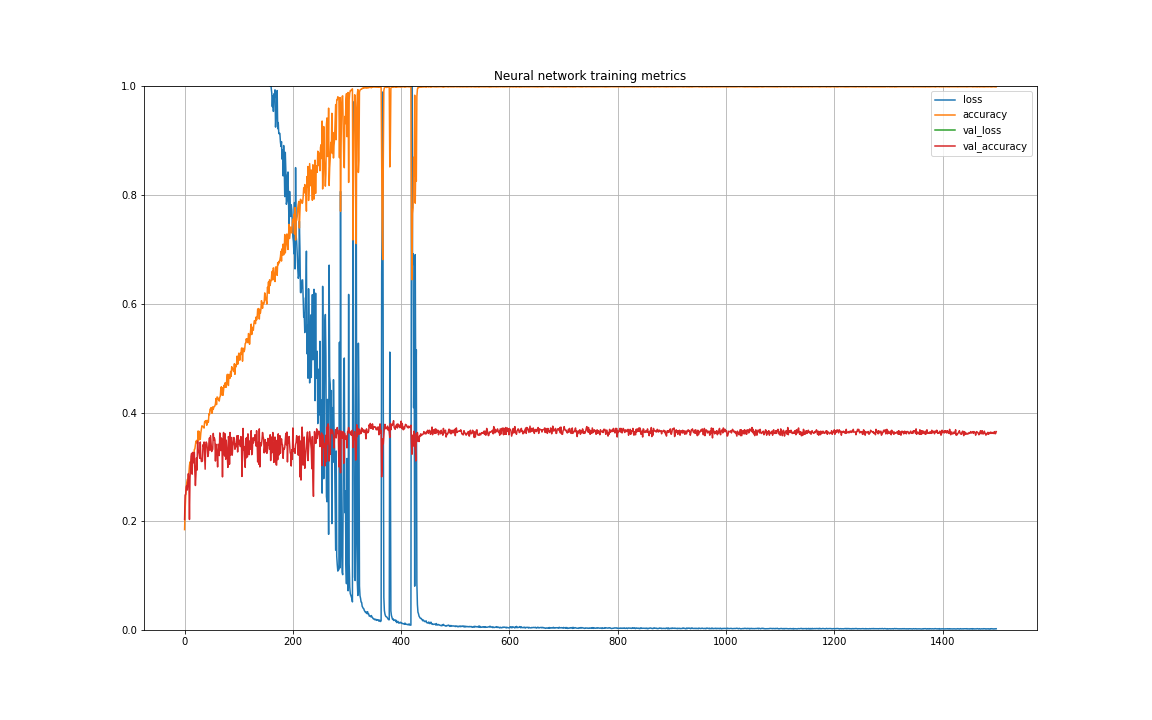 Neural network training metrics
loss
accuracy
val_loss
val_accuracy
1.0
0.8
0.6
0.4
0.2
0.0
0 200 400 600 800 1000 1200 1400